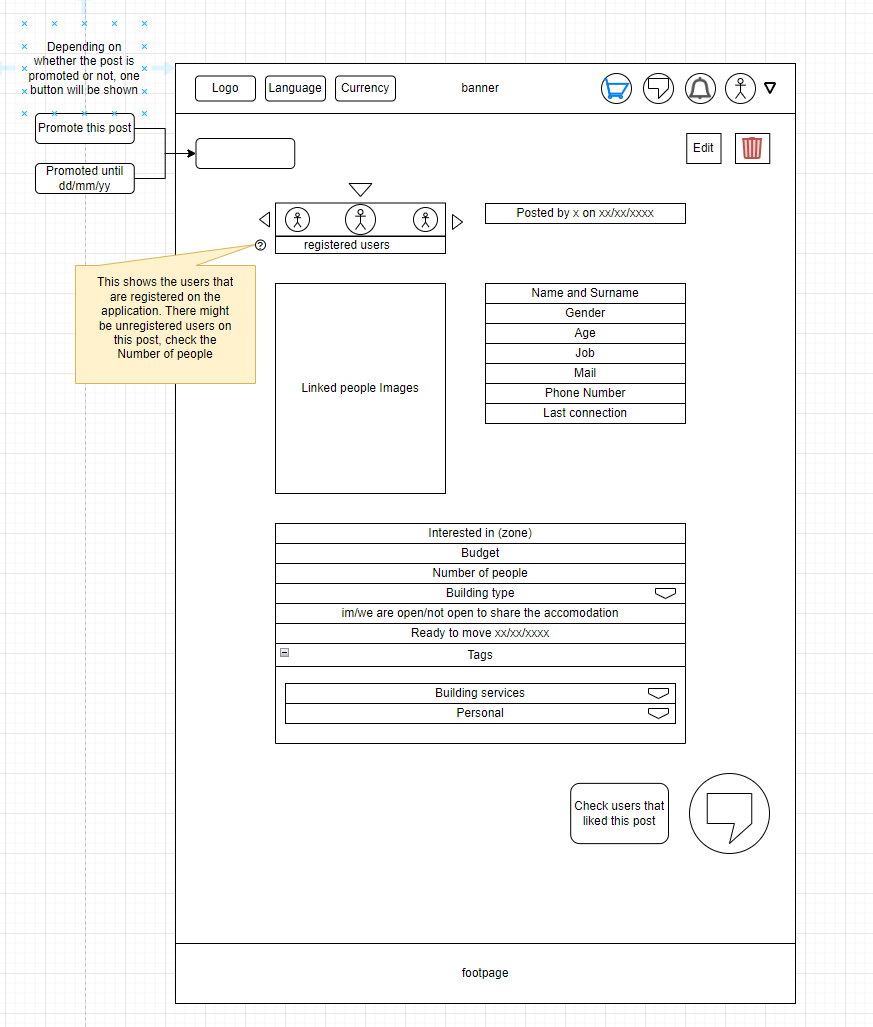 Depending on
whether the post is
promoted or not, one
button will be shown
Logo
Language
Currency
banner
Promote this post
Promoted until
dd/mm/yy
Edit
Posted by x on xx/xx/xxxx
registered users
?
This shows the users that
are registered on the
application. There might
be unregistered users on
this post, check the
Number of people
Linked people Images
Name and Surname
Gender
Age
Job
Mail
Phone Number
Last connection
Interested in (zone)
Budget
Number of people
Building type
im/we are open/not open to share the accomodation
Ready to move xx/xx/xxxx
Tags
Building services
Personal
Check users that
liked this post
footpage